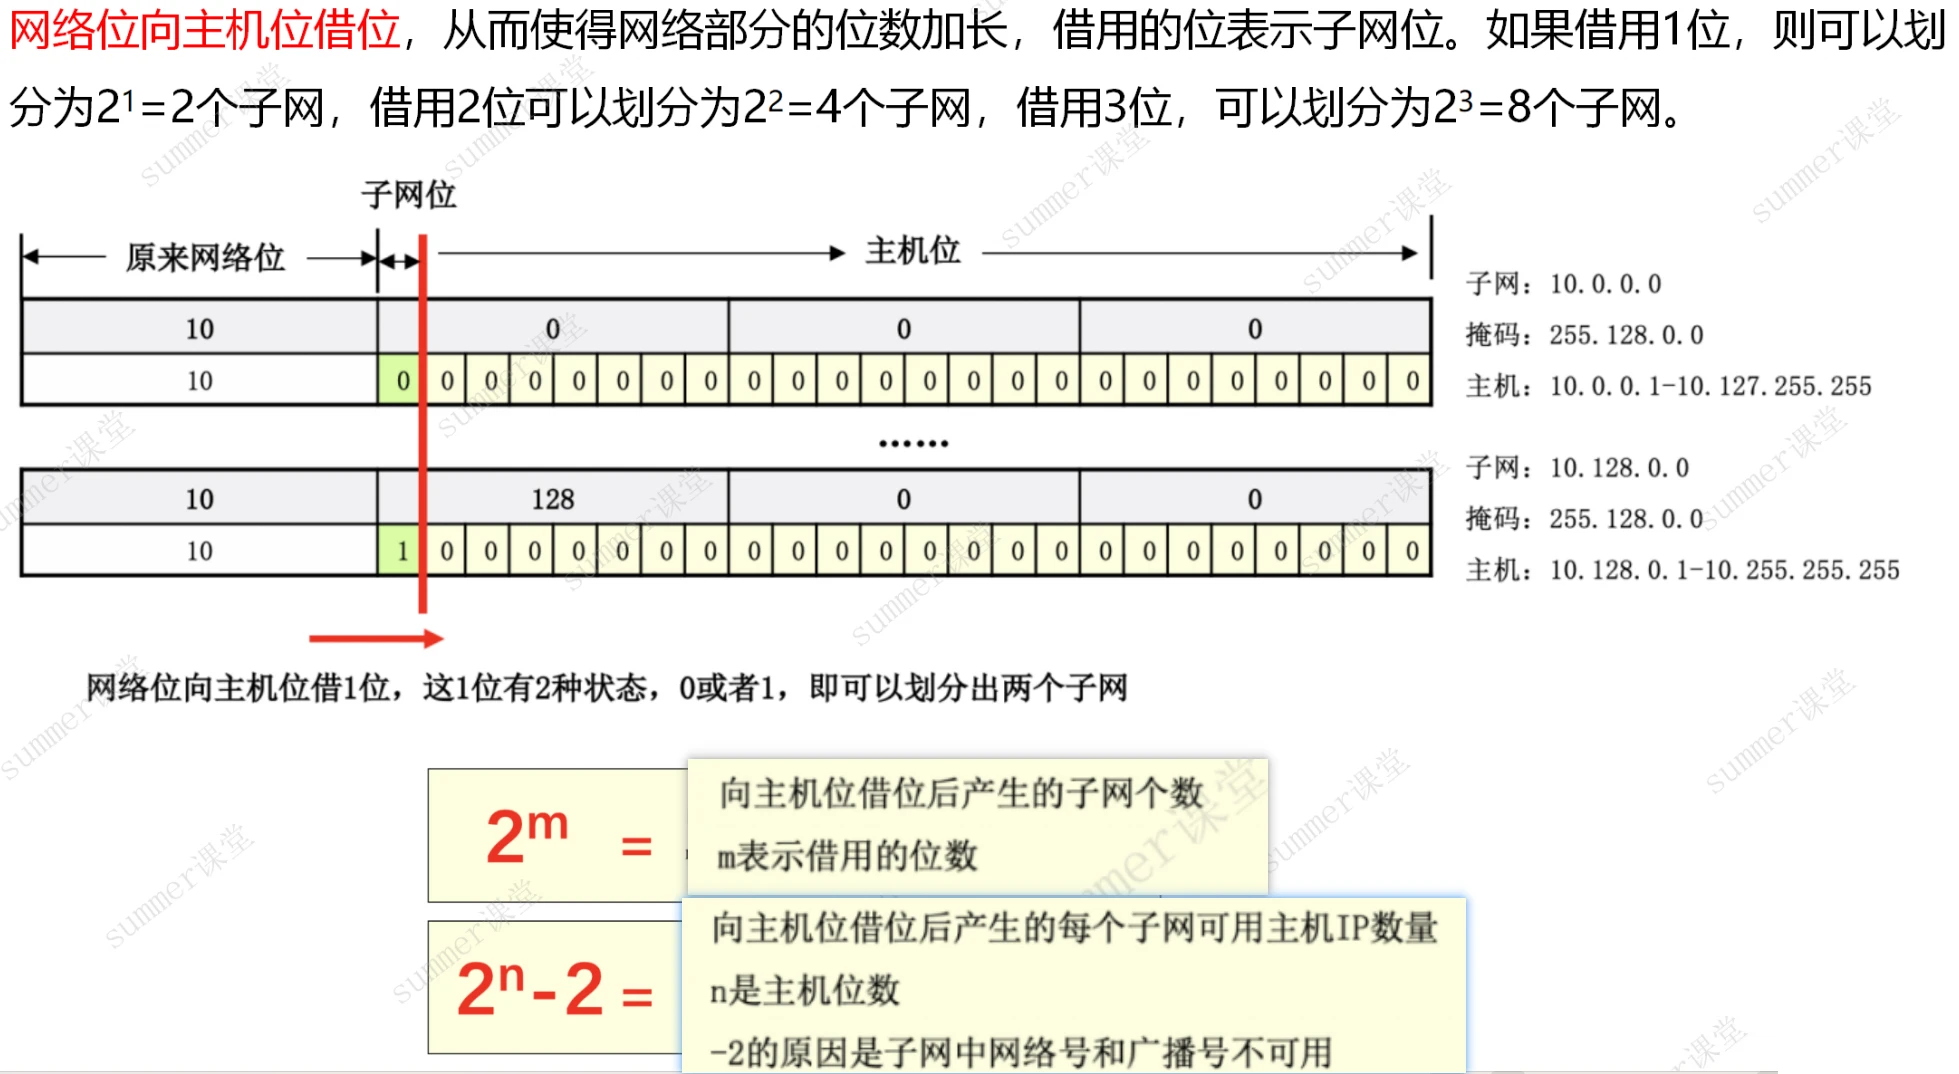 网络位向主机位借位，从而使得网络部分的位数加长，借用的位表示子网位。如果借用1位，则可以划
分为2¹=2个子网，借用2位可以划分为2²=4个子网，借用3位，可以划分为2³=8个子网。
子网位
原来网络位 主机位
10 0 0 0
10 0 0 0 0 0 0 0 0 0 0 0 0 0 0 0 0 0 0 0 0 0 0 0 0
子网：10.0.0.0
掩码：255.128.0.0
主机：10.0.0.1-10.127.255.255
......
10 128 0 0
10 1 0 0 0 0 0 0 0 0 0 0 0 0 0 0 0 0 0 0 0 0 0 0 0
子网：10.128.0.0
掩码：255.128.0.0
主机：10.128.0.1-10.255.255.255
网络位向主机位借1位，这1位有2种状态，0或者1，即可以划分出两个子网
2ᵐ =
向主机位借位后产生的子网个数
m表示借用的位数
2ⁿ-2 =
向主机位借位后产生的每个子网可用主机IP数量
n是主机位数
-2的原因是子网中网络号和广播号不可用
summer课堂